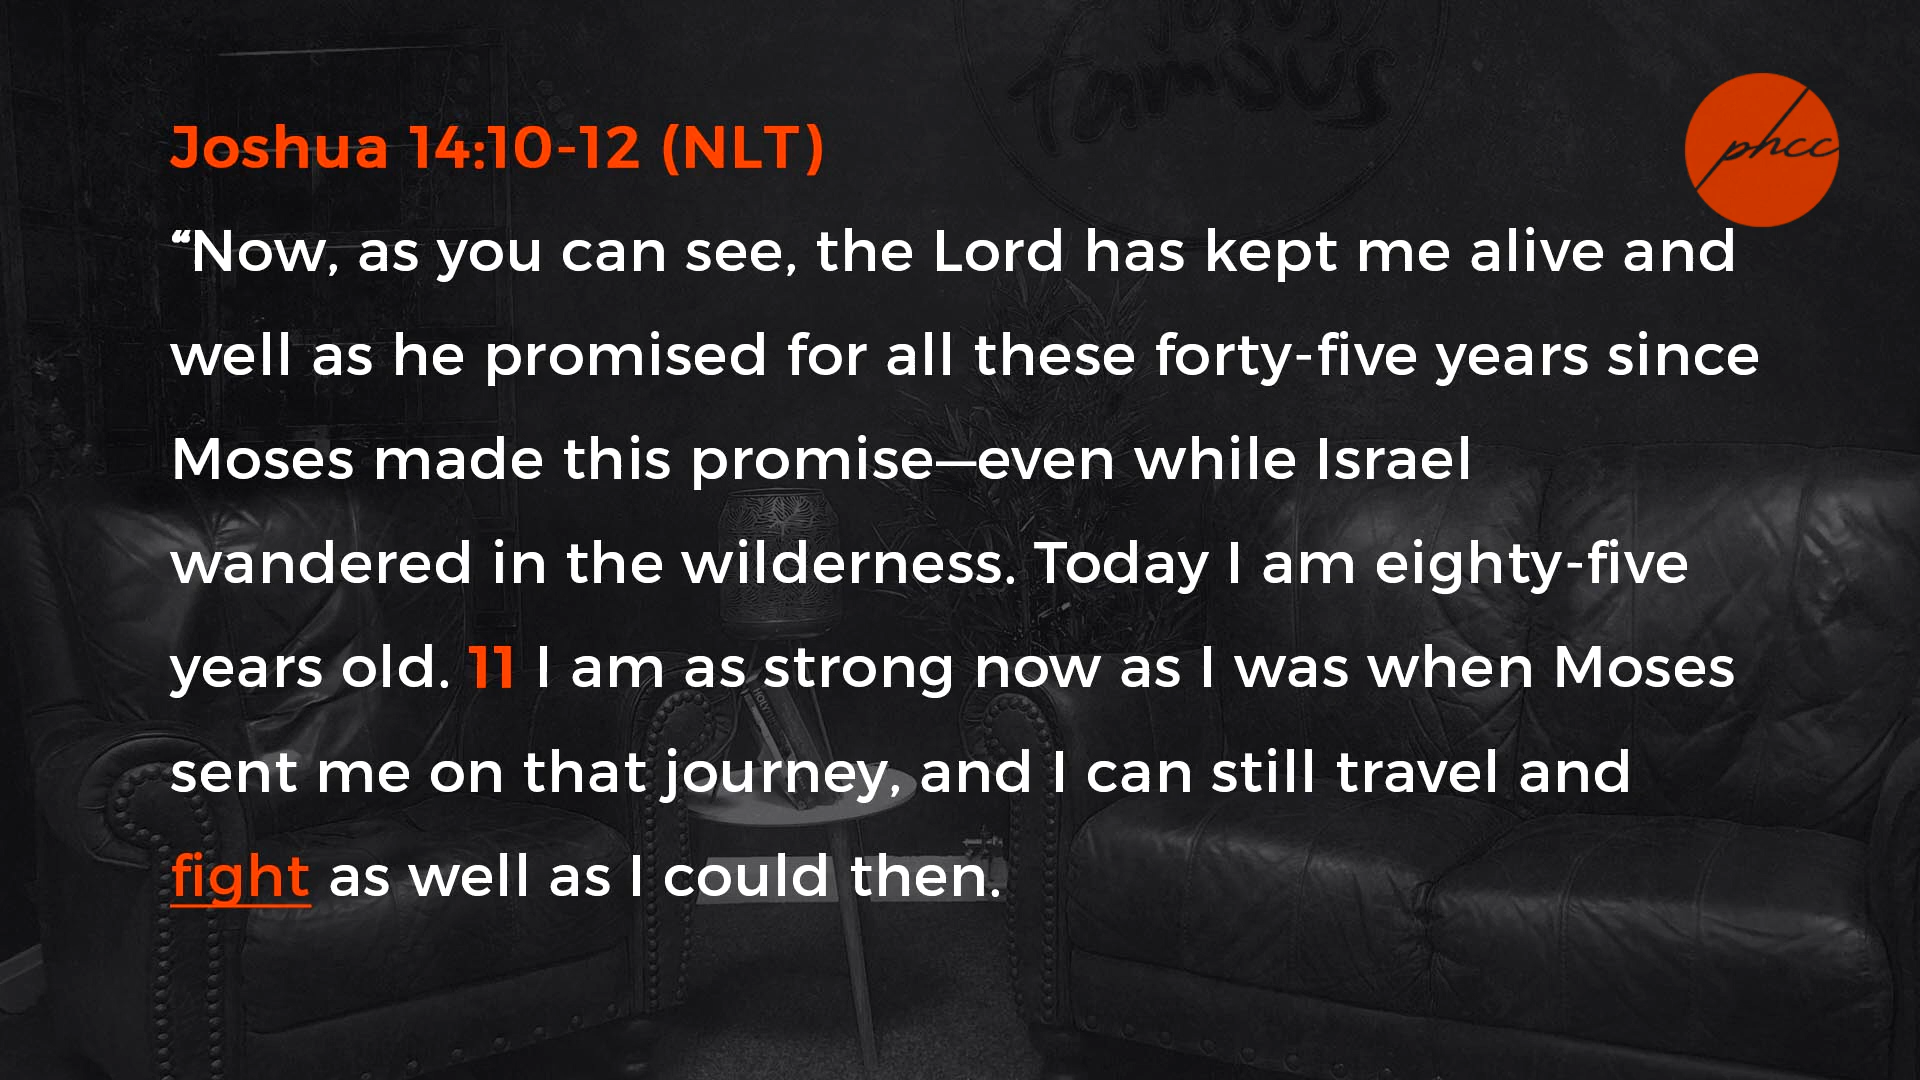 Jesus
famous
phcc
Joshua 14:10-12 (NLT)
“Now, as you can see, the Lord has kept me alive and
well as he promised for all these forty-five years since
Moses made this promise—even while Israel
wandered in the wilderness. Today I am eighty-five
years old. 11 I am as strong now as I was when Moses
sent me on that journey, and I can still travel and
fight as well as I could then.
HOLY